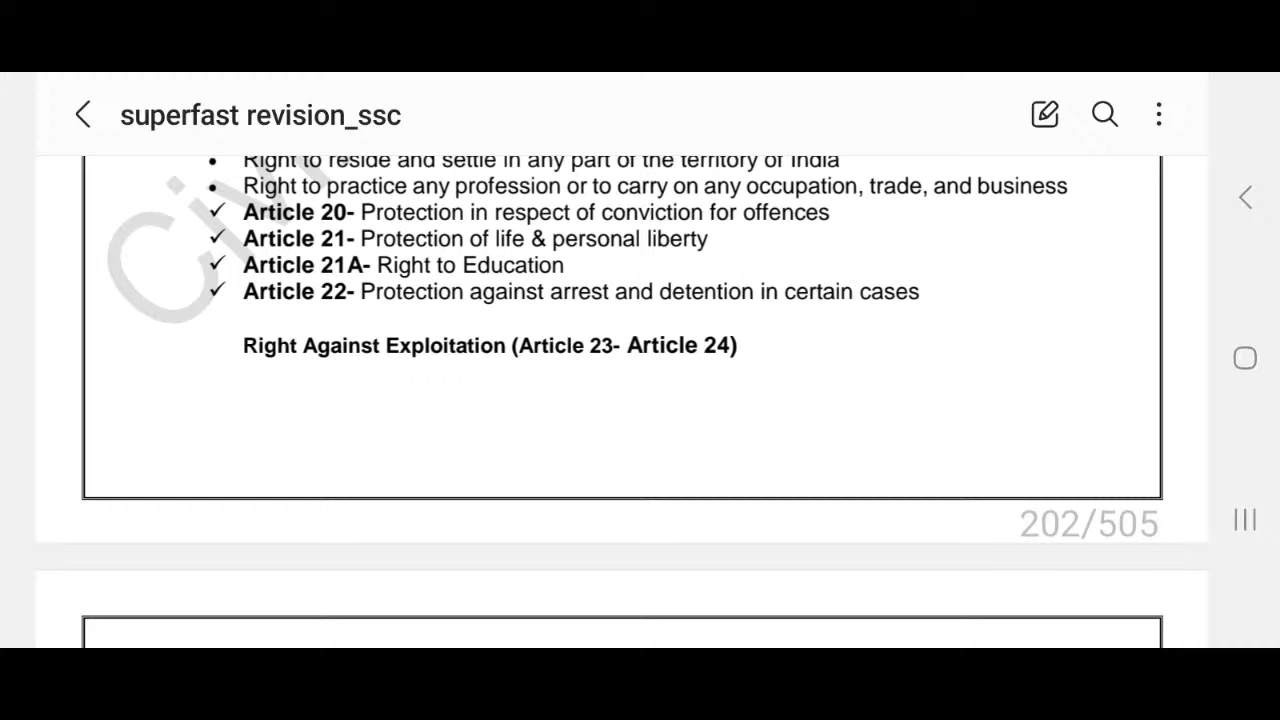 superfast revision_ssc
• Right to reside and settle in any part of the territory of India
• Right to practice any profession or to carry on any occupation, trade, and business
✓ Article 20- Protection in respect of conviction for offences
✓ Article 21- Protection of life & personal liberty
✓ Article 21A- Right to Education
✓ Article 22- Protection against arrest and detention in certain cases
Civi
Right Against Exploitation (Article 23- Article 24)
202/505